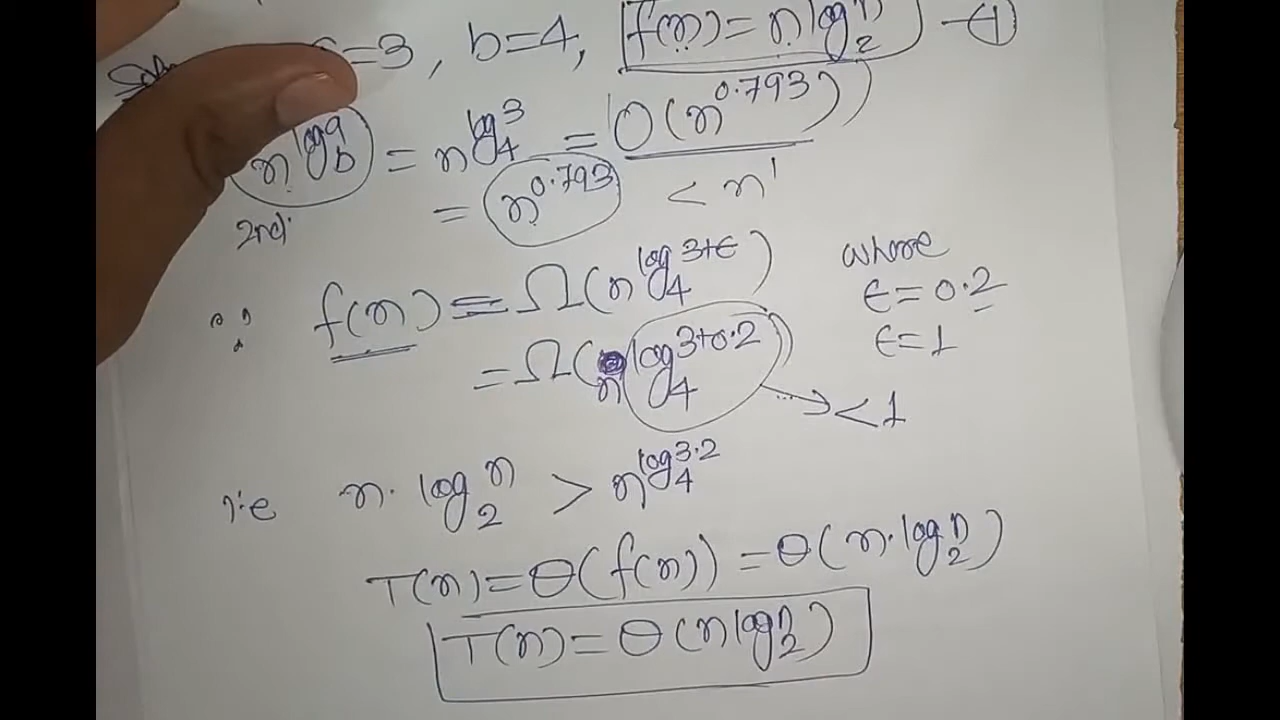 =3, b=4, f(n) = n log₂ⁿ —①
n^log_b^a = n^log_4^3 = O(n^0.793)
= n^0.793 < n^1
2nd
∴ f(n) = Ω(n^log_4^3+ϵ) where
ϵ=0.2
= Ω(n^log_4^3+0.2) ϵ=1
<1
i.e n. log₂ⁿ > n^log_4^3.2
T(n) = θ(f(n)) = θ(n.log₂ⁿ)
T(n) = θ(n log₂ⁿ)